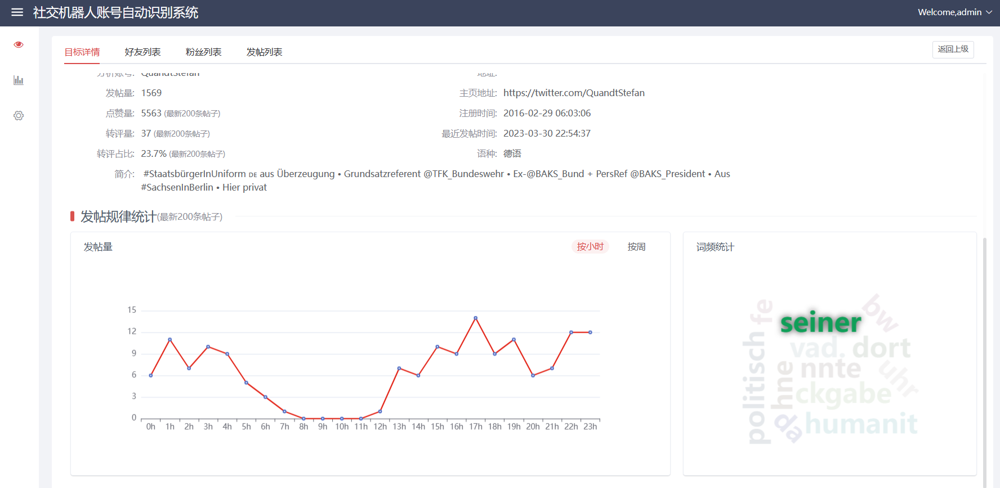 社交机器人账号自动识别系统
Welcome,admin
目标详情 好友列表 粉丝列表 发帖列表 返回上级
分析账号: QuandtStefan 地址:
发帖量: 1569 主页地址: https://twitter.com/QuandtStefan
点赞量: 5563 (最新200条帖子) 注册时间: 2016-02-29 06:03:06
转评量: 37 (最新200条帖子) 最近发帖时间: 2023-03-30 22:54:37
转评占比: 23.7% (最新200条帖子) 语种: 德语
简介: #StaatsbürgerInUniform DE aus Überzeugung • Grundsatzreferent @TFK_Bundeswehr • Ex-@BAKS_Bund + PersRef @BAKS_President • Aus
#SachsenInBerlin • Hier privat
发帖规律统计(最新200条帖子)
发帖量 按小时 按周
15
12
9
6
3
0
0h 1h 2h 3h 4h 5h 6h 7h 8h 9h 10h 11h 12h 13h 14h 15h 16h 17h 18h 19h 20h 21h 22h 23h
词频统计
seiner
bw
politisch
fe
vad.
dort
nnte
uhr
hne
ckgabe
da
humanit